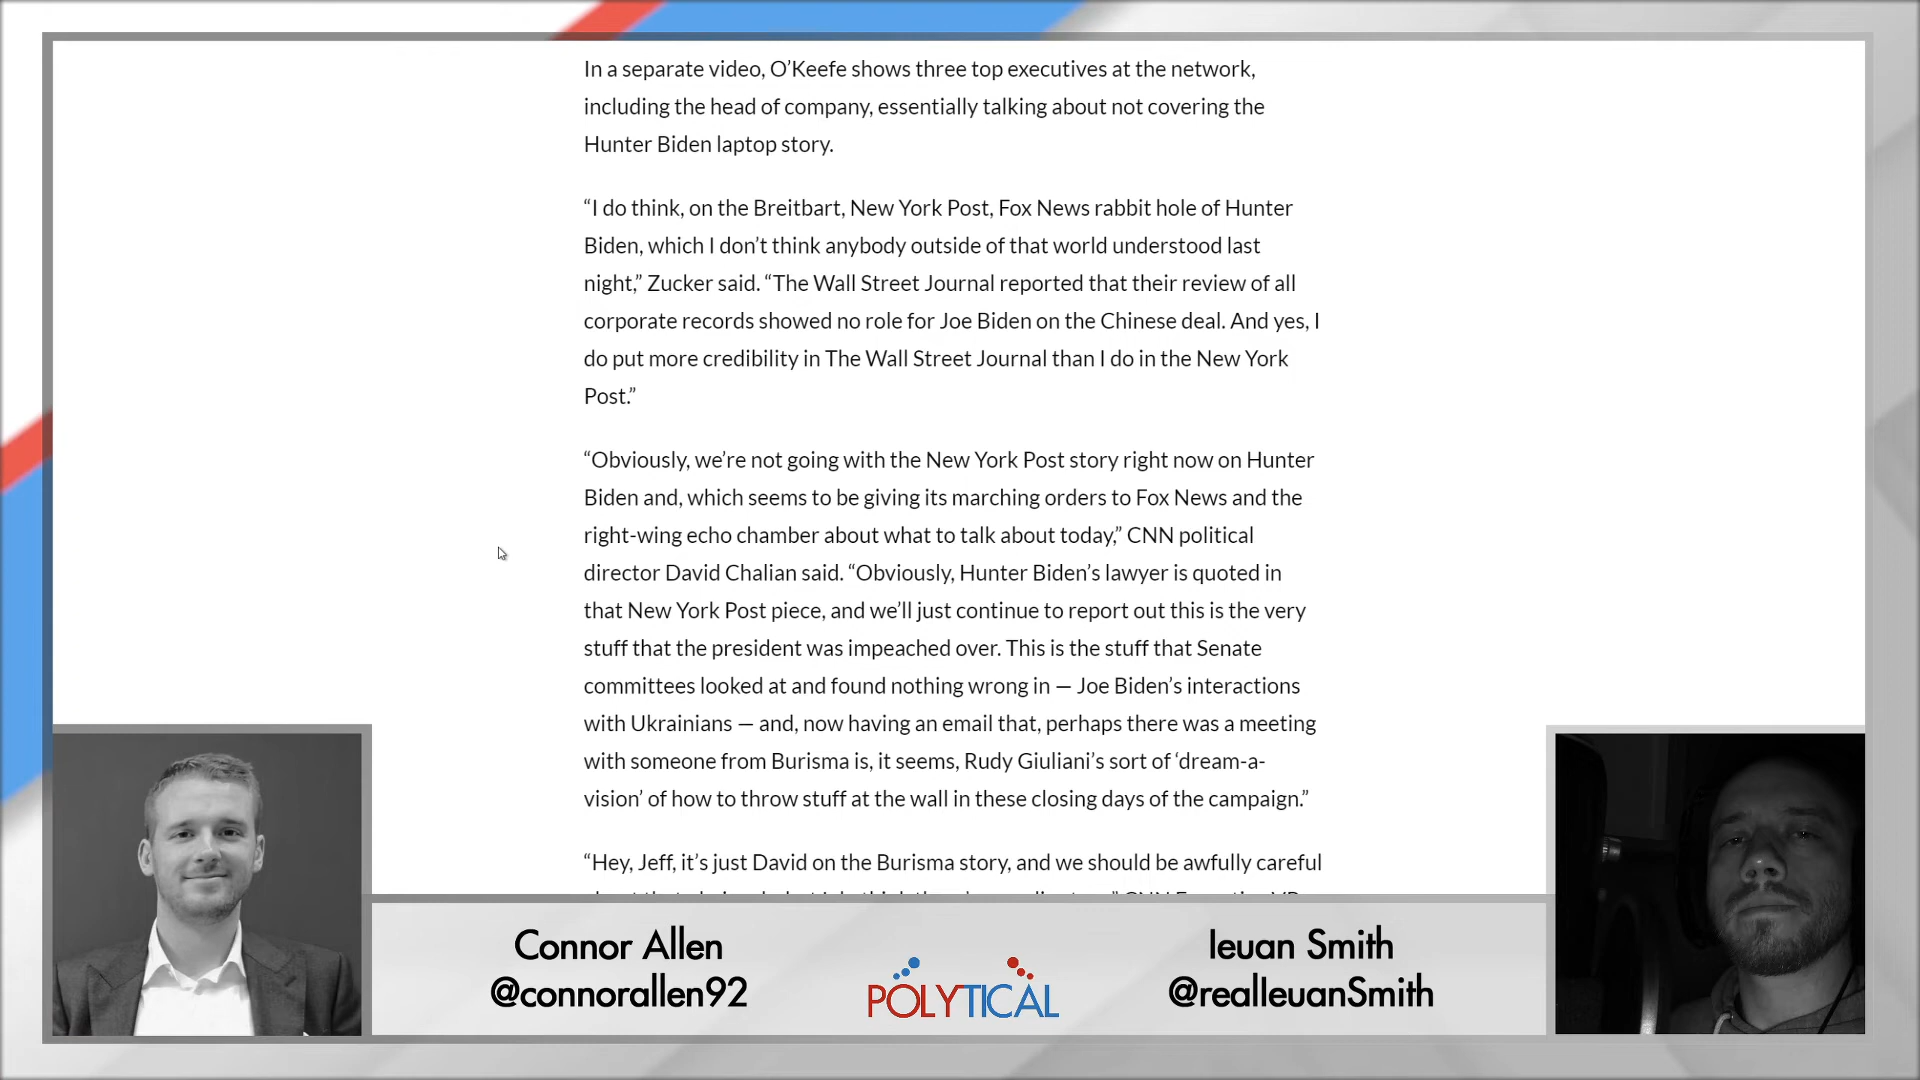 In a separate video, O’Keefe shows three top executives at the network,
including the head of company, essentially talking about not covering the
Hunter Biden laptop story.
“I do think, on the Breitbart, New York Post, Fox News rabbit hole of Hunter
Biden, which I don’t think anybody outside of that world understood last
night,” Zucker said. “The Wall Street Journal reported that their review of all
corporate records showed no role for Joe Biden on the Chinese deal. And yes, I
do put more credibility in The Wall Street Journal than I do in the New York
Post.”
“Obviously, we’re not going with the New York Post story right now on Hunter
Biden and, which seems to be giving its marching orders to Fox News and the
right-wing echo chamber about what to talk about today,” CNN political
director David Chalian said. “Obviously, Hunter Biden’s lawyer is quoted in
that New York Post piece, and we’ll just continue to report out this is the very
stuff that the president was impeached over. This is the stuff that Senate
committees looked at and found nothing wrong in — Joe Biden’s interactions
with Ukrainians — and, now having an email that, perhaps there was a meeting
with someone from Burisma is, it seems, Rudy Giuliani’s sort of ‘dream-a-
vision’ of how to throw stuff at the wall in these closing days of the campaign.”
“Hey, Jeff, it’s just David on the Burisma story, and we should be awfully careful
Connor Allen
@connorallen92
POLYTICAL
Ieuan Smith
@realIeuanSmith